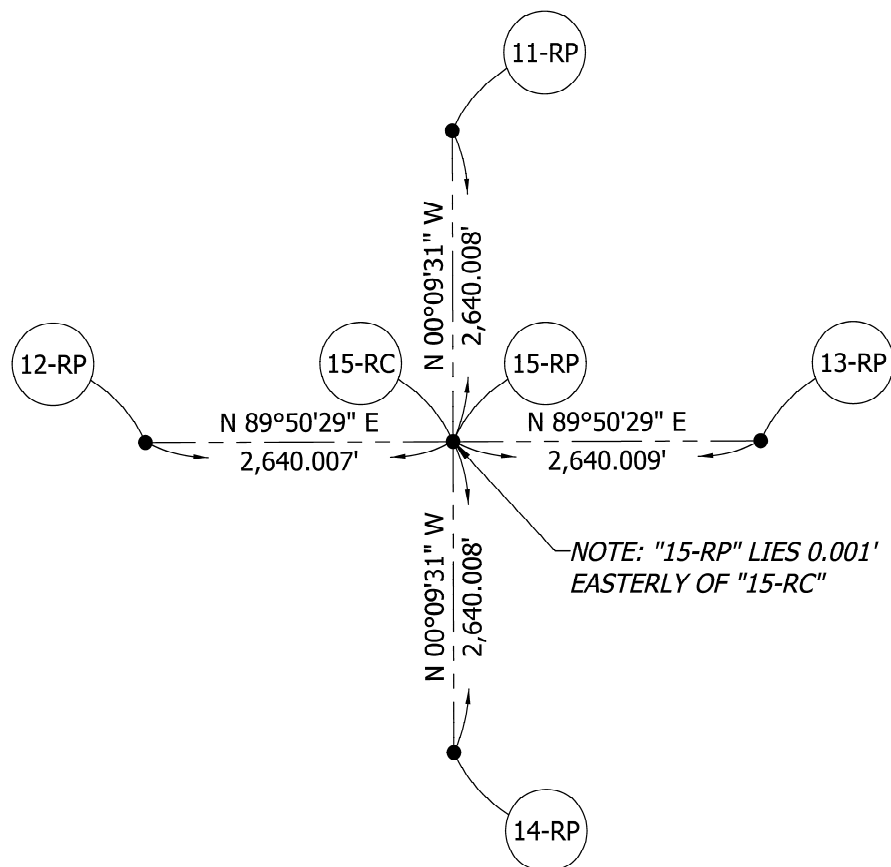 11-RP
N 00°09'31" W
2,640.008'
12-RP
15-RC
15-RP
13-RP
N 89°50'29" E
2,640.007'
N 89°50'29" E
2,640.009'
NOTE: "15-RP" LIES 0.001'
EASTERLY OF "15-RC"
N 00°09'31" W
2,640.008'
14-RP